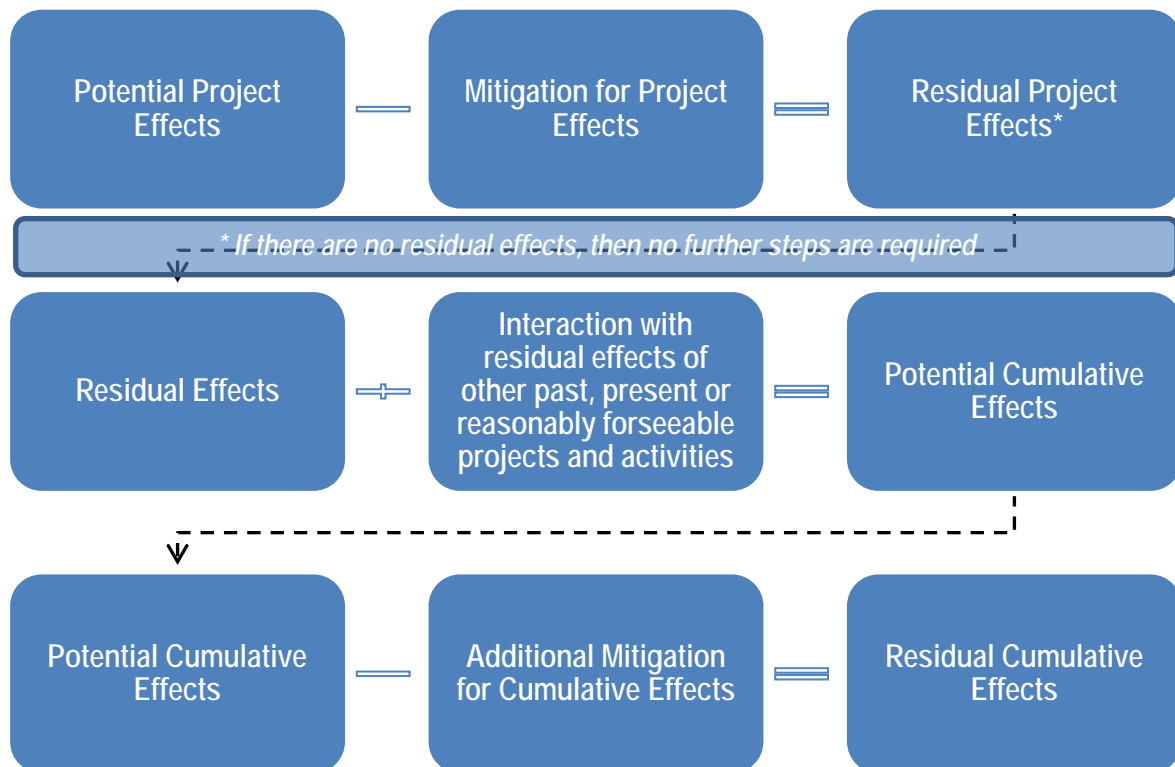 Potential Project
Effects
Mitigation for Project
Effects
Residual Project
Effects*
* If there are no residual effects, then no further steps are required
Residual Effects
Interaction with
residual effects of
other past, present or
reasonably forseeable
projects and activities
Potential Cumulative
Effects
Potential Cumulative
Effects
Additional Mitigation
for Cumulative Effects
Residual Cumulative
Effects